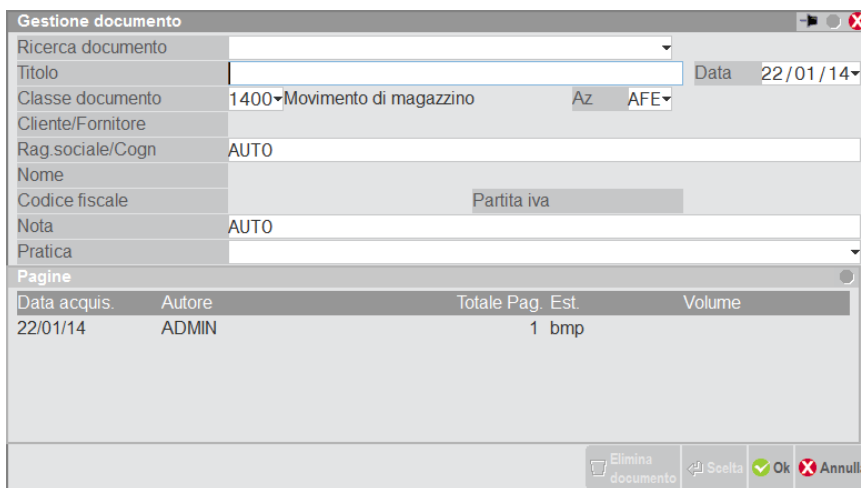 Gestione documento
Ricerca documento
Titolo Data 22/01/14
Classe documento 1400 Movimento di magazzino Az AFE
Cliente/Fornitore
Rag.sociale/Cogn AUTO
Nome
Codice fiscale Partita iva
Nota AUTO
Pratica
Pagine
Data acquis. Autore Totale Pag. Est. Volume
22/01/14 ADMIN 1 bmp
Elimina documento Scelta Ok Annull